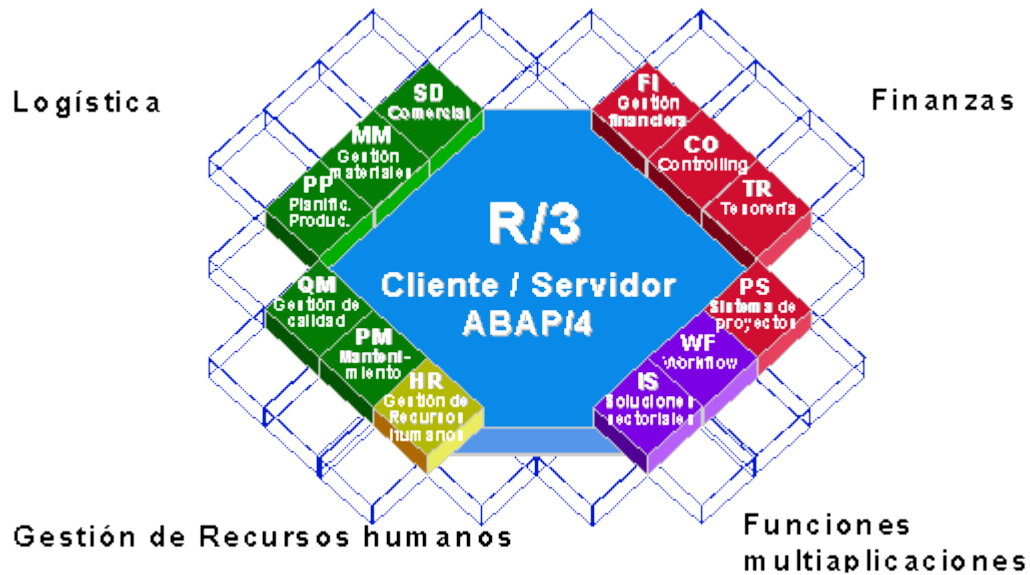 Logística
Finanzas
SD
Comercial
MM
Gestión
materiales
PP
Planific.
Produc.
FI
Gestión
financiera
CO
Controlling
TR
Tesorería
R/3
Cliente / Servidor
ABAP/4
QM
Gestión de
calidad
PM
Manteni-
miento
HR
Gestión de
Recursos
humanos
PS
Sistema de
proyectos
WF
Workflow
IS
Soluciones
sectoriales
Gestión de Recursos humanos
Funciones
multiaplicaciones